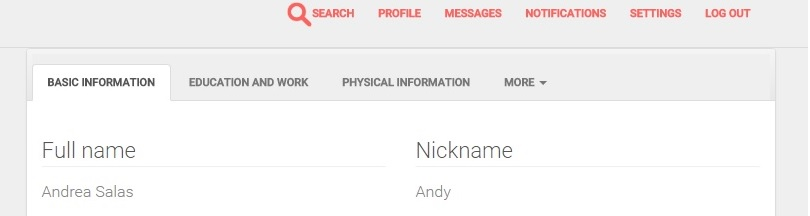 SEARCH PROFILE MESSAGES NOTIFICATIONS SETTINGS LOG OUT
BASIC INFORMATION EDUCATION AND WORK PHYSICAL INFORMATION MORE
Full name Nickname
Andrea Salas Andy